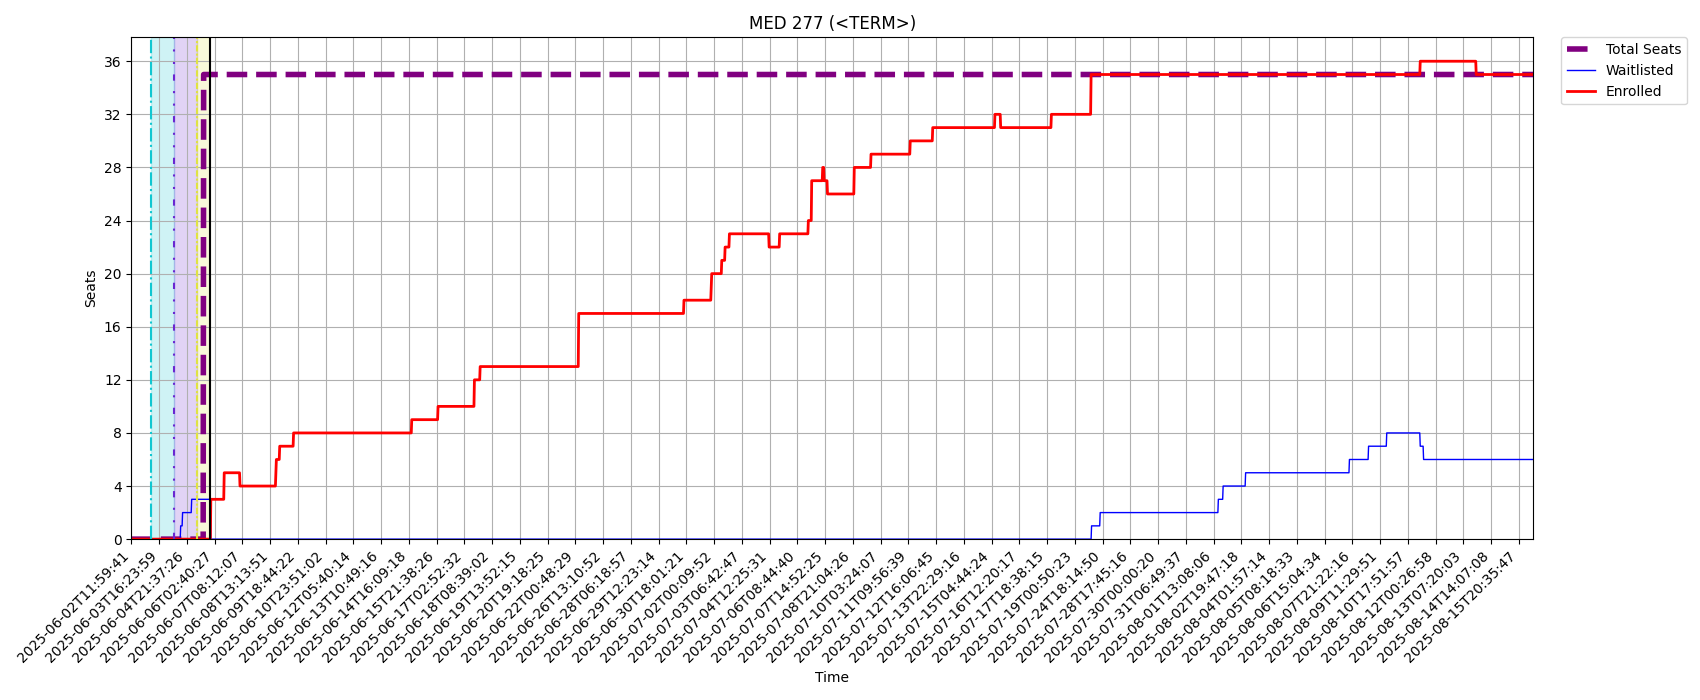 MED 277 (<TERM>)
Total Seats
Waitlisted
Enrolled
Seats
36
32
28
24
20
16
12
8
4
0
2025-06-02T11:59:41
2025-06-03T16:23:59
2025-06-04T21:37:26
2025-06-06T02:40:27
2025-06-07T08:12:07
2025-06-08T13:13:51
2025-06-09T18:44:22
2025-06-10T23:51:02
2025-06-12T05:40:14
2025-06-13T10:49:16
2025-06-14T16:09:18
2025-06-15T21:38:26
2025-06-17T02:52:32
2025-06-18T08:39:02
2025-06-19T13:52:15
2025-06-20T19:18:25
2025-06-22T00:48:29
2025-06-26T13:10:52
2025-06-28T06:18:57
2025-06-29T12:23:14
2025-06-30T18:01:21
2025-07-02T00:09:52
2025-07-03T06:42:47
2025-07-04T12:25:31
2025-07-06T08:44:40
2025-07-07T14:52:25
2025-07-08T21:04:26
2025-07-10T03:24:07
2025-07-11T09:56:39
2025-07-12T16:06:45
2025-07-13T22:29:16
2025-07-15T04:44:24
2025-07-16T12:20:17
2025-07-17T18:38:15
2025-07-19T00:50:23
2025-07-24T18:14:50
2025-07-28T17:45:16
2025-07-30T00:00:20
2025-07-31T06:49:37
2025-08-01T13:08:06
2025-08-02T19:47:18
2025-08-04T01:57:14
2025-08-05T08:18:33
2025-08-06T15:04:34
2025-08-07T21:22:16
2025-08-09T11:29:51
2025-08-10T17:51:57
2025-08-12T00:26:58
2025-08-13T07:20:03
2025-08-14T14:07:08
2025-08-15T20:35:47
Time